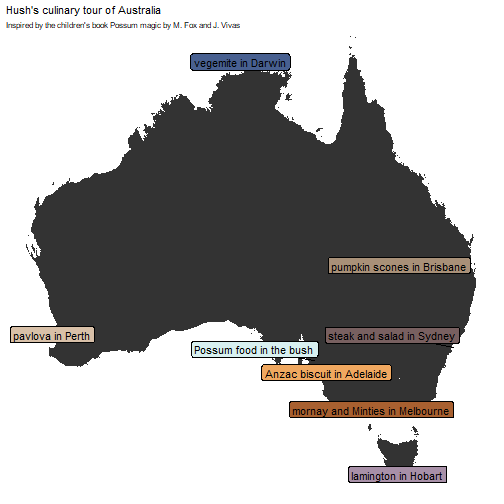 Hush's culinary tour of Australia
Inspired by the children's book Possum magic by M. Fox and J. Vivas
vegemite in Darwin
pumpkin scones in Brisbane
pavlova in Perth
steak and salad in Sydney
Possum food in the bush
Anzac biscuit in Adelaide
mornay and Minties in Melbourne
lamington in Hobart